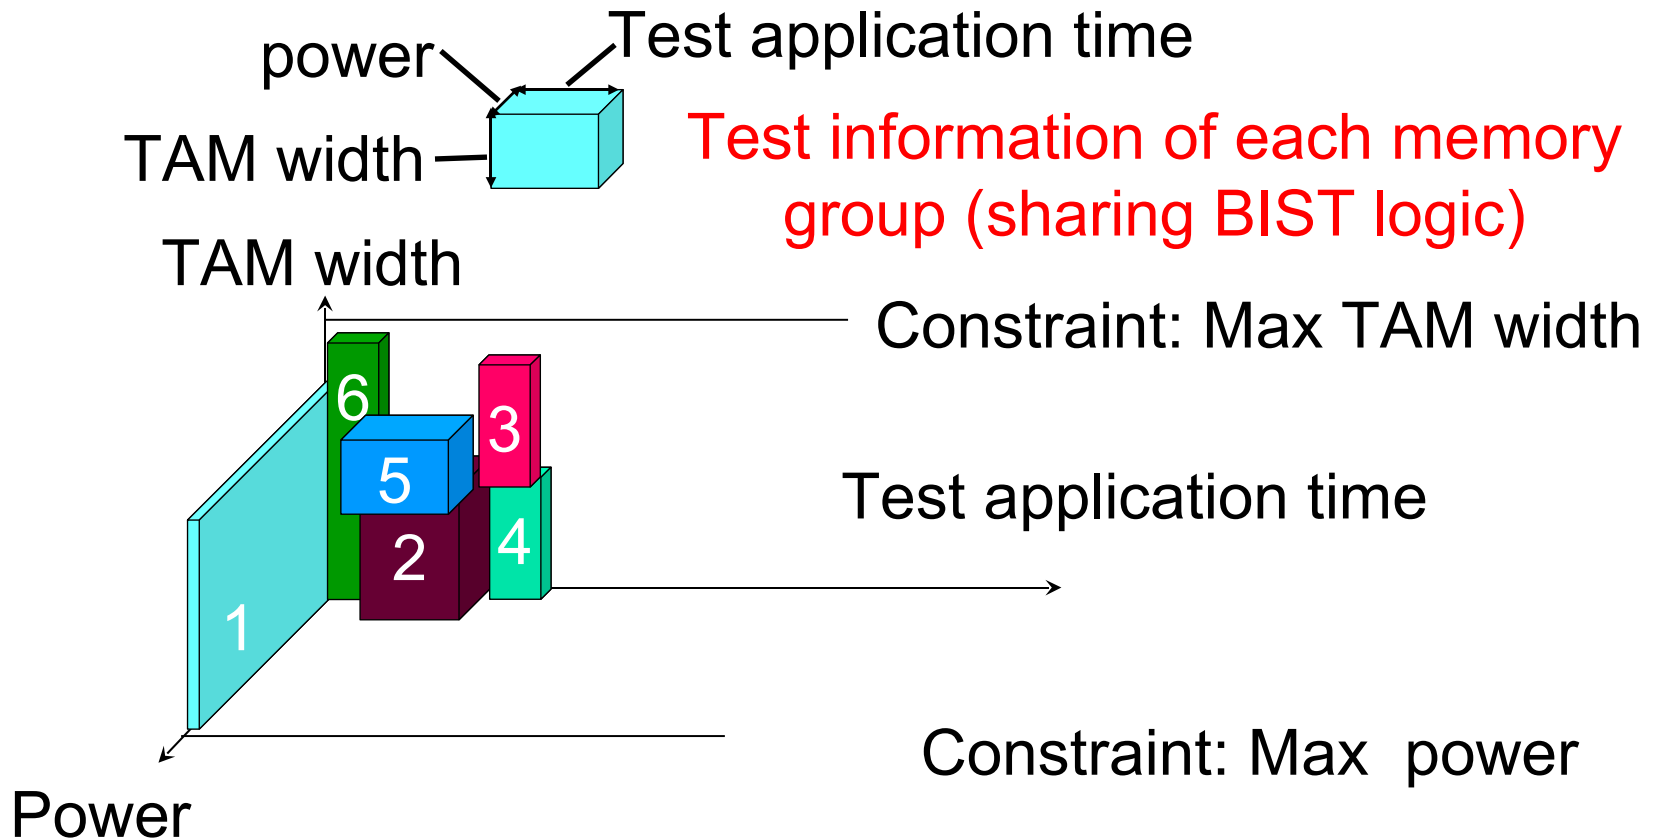 Test application time
power
TAM width
Test information of each memory
group (sharing BIST logic)
TAM width
Constraint: Max TAM width
6
3
5
Test application time
2
4
1
Constraint: Max power
Power